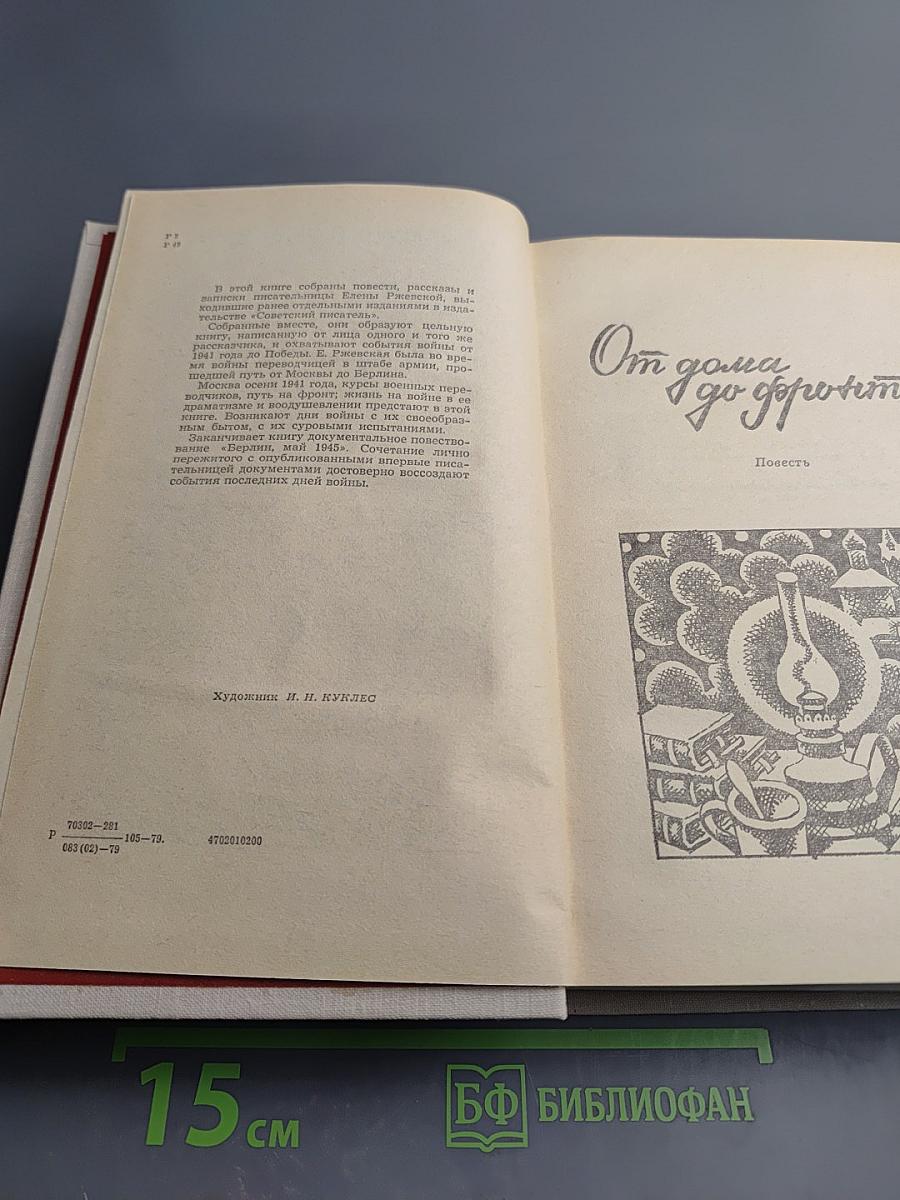 Р 2
Р 48
В этой книге собраны повести, рассказы и
записки писательницы Елены Ржевской, вы-
ходившие ранее отдельными изданиями в изда-
тельстве «Советский писатель».
Собранные вместе, они образуют цельную
книгу, написанную от лица одного и того же
рассказчика, и охватывают события войны от
1941 года до Победы. Е. Ржевская была во вре-
мя войны переводчицей в штабе армии, про-
шедшей путь от Москвы до Берлина.
Москва осени 1941 года, курсы военных пере-
водчиков, путь на фронт; жизнь на войне в ее
драматизме и воодушевлении предстают в этой
книге. Возникают дни войны с их своеобраз-
ным бытом, с их суровыми испытаниями.
Заканчивает книгу документальное повество-
вание «Берлин, май 1945». Сочетание лично
пережитого с опубликованными впервые писа-
тельницей документами достоверно воссоздают
события последних дней войны.
Художник И. Н. КУКЛЕС
Р 70302—281
083(02)—79 105—79. 4702010200
От дома
до фронт
Повесть
15 см
БФ БИБЛИОФАН